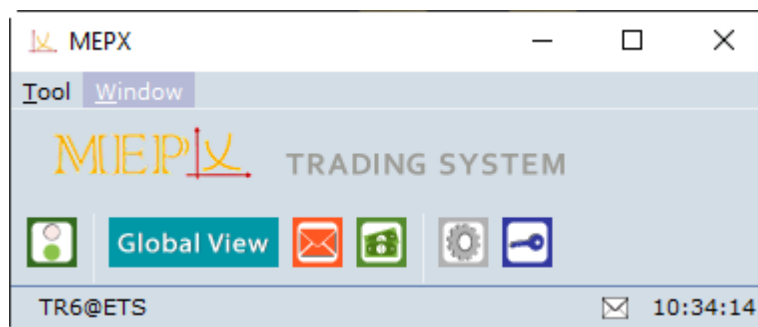 MEPX
Tool Window
MEPX TRADING SYSTEM
Global View
TR6@ETS 10:34:14